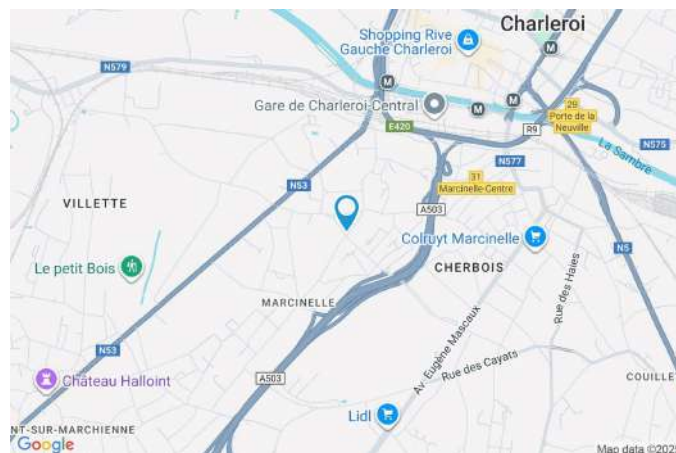 Charleroi
Shopping Rive
Gauche Charleroi
M
N579
M
Gare de Charleroi-Central
M
M
29
Porte de la
Neuville
E420
R9
N575
La Sambre
N577
31
Marcinelle-Centre
N53
VILLETTE
A503
Colruyt Marcinelle
N5
Le petit Bois
CHERBOIS
Rue des Haies
MARCINELLE
Av. Eugène Mascaux
N53
Rue des Cayats
Château Halloint
A503
COUILLET
Lidl
NT-SUR-MARCHIENNE
Google
Map data ©2025